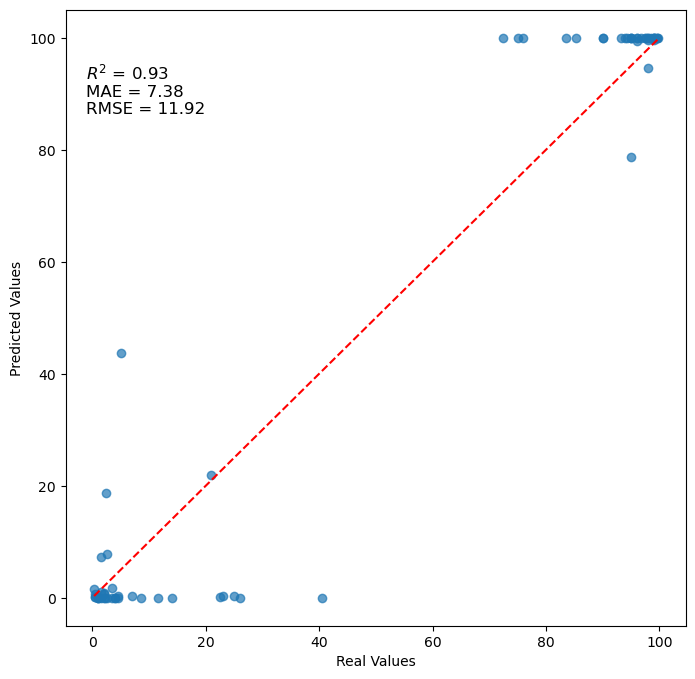 100
R² = 0.93
MAE = 7.38
RMSE = 11.92
80
60
40
20
0
Predicted Values
0 20 40 60 80 100
Real Values